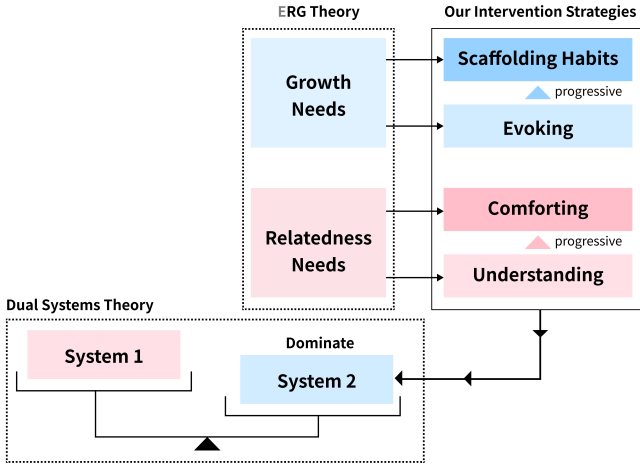 ERG Theory
Our Intervention Strategies
Growth
Needs
Scaffolding Habits
progressive
Evoking
Relatedness
Needs
Comforting
progressive
Understanding
Dual Systems Theory
System 1
Dominate
System 2